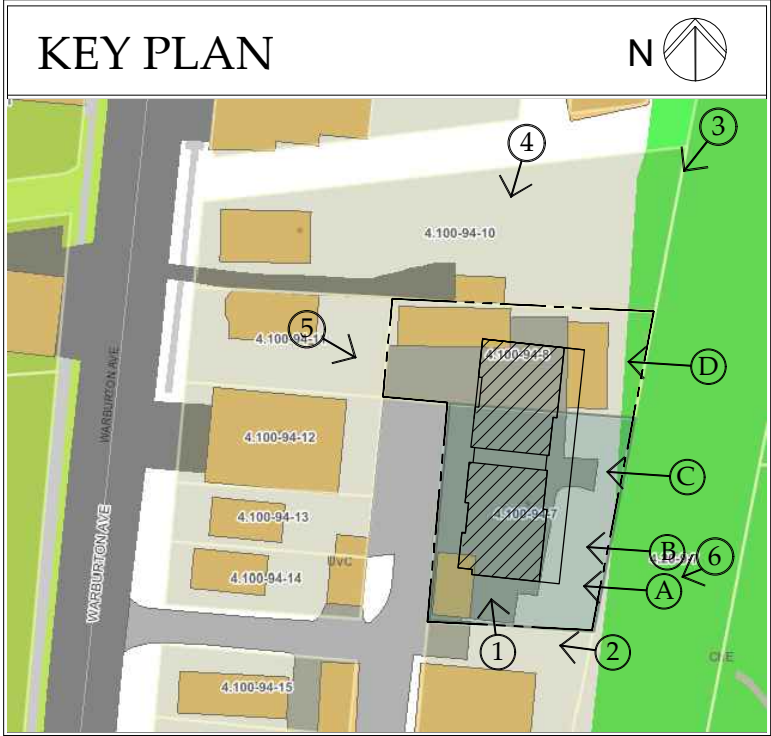 KEY PLAN
N
3
4
4.100-94-10
5
4.100-94-11
4.100-94-8
D
WARBURTON AVE
4.100-94-12
C
4.100-94-13
4.100-94-7
B
6
UVC
4.100-94-14
A
WARBURTON AVE
1
2
4.100-94-15